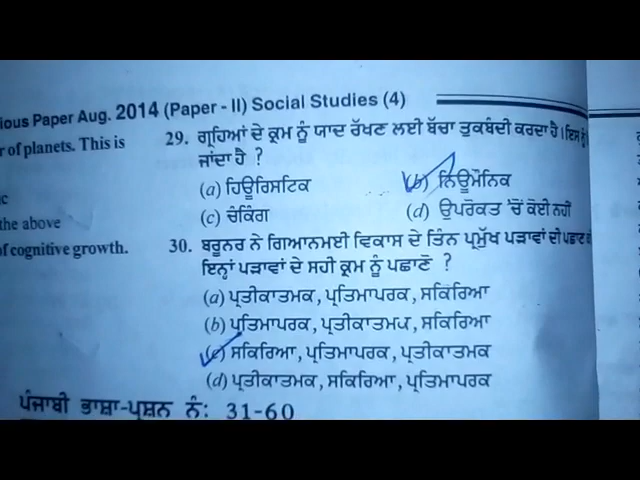 ious Paper Aug. 2014 (Paper - II) Social Studies (4)
r of planets. This is
c
the above
of cognitive growth.
29. ਗ੍ਰਹਿਆਂ ਦੇ ਕ੍ਰਮ ਨੂੰ ਯਾਦ ਰੱਖਣ ਲਈ ਬੱਚਾ ਤੁਕਬੰਦੀ ਕਰਦਾ ਹੈ। ਇਸ ਨੂੰ
ਜਾਂਦਾ ਹੈ ?
(a) ਹਿਊਰਿਸਟਿਕ (b) ਨਿਊਮੌਨਿਕ
(c) ਚੰਕਿੰਗ (d) ਉਪਰੋਕਤ 'ਚੋਂ ਕੋਈ ਨਹੀਂ
30. ਬਰੂਨਰ ਨੇ ਗਿਆਨਮਈ ਵਿਕਾਸ ਦੇ ਤਿੰਨ ਪ੍ਰਮੁੱਖ ਪੜਾਵਾਂ ਦੀ ਪਛਾਣ
ਇਨ੍ਹਾਂ ਪੜਾਵਾਂ ਦੇ ਸਹੀ ਕ੍ਰਮ ਨੂੰ ਪਛਾਣੋ ?
(a) ਪ੍ਰਤੀਕਾਤਮਕ, ਪ੍ਰਤਿਮਾਪਰਕ, ਸਕਿਰਿਆ
(b) ਪ੍ਰਤਿਮਾਪਰਕ, ਪ੍ਰਤੀਕਾਤਮਕ, ਸਕਿਰਿਆ
(c) ਸਕਿਰਿਆ, ਪ੍ਰਤਿਮਾਪਰਕ, ਪ੍ਰਤੀਕਾਤਮਕ
(d) ਪ੍ਰਤੀਕਾਤਮਕ, ਸਕਿਰਿਆ, ਪ੍ਰਤਿਮਾਪਰਕ
ਪੰਜਾਬੀ ਭਾਸ਼ਾ-ਪ੍ਰਸ਼ਨ ਨੰ: 31-60